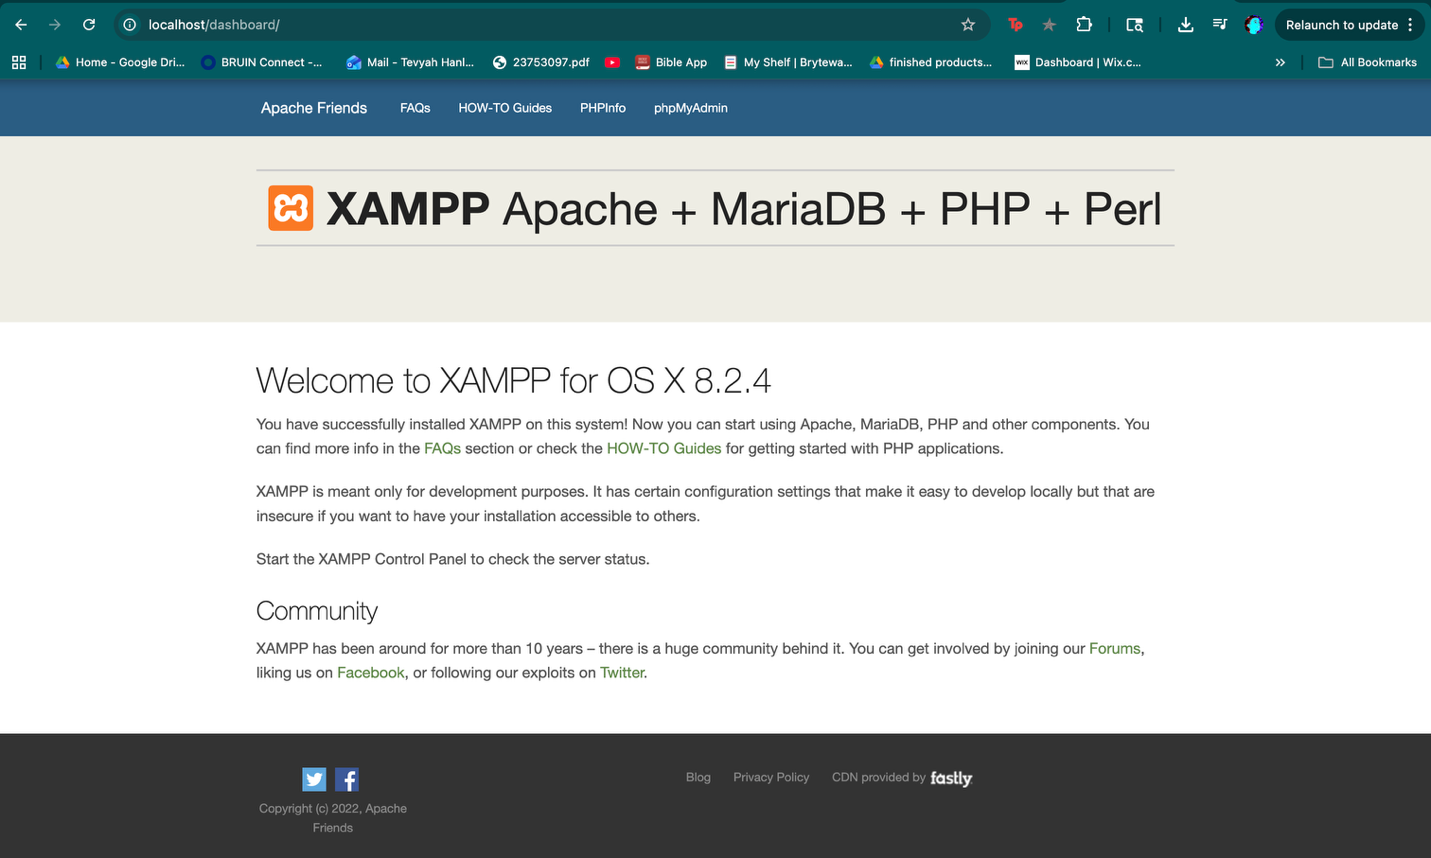 localhost/dashboard/
Relaunch to update
Home - Google Dri...
BRUIN Connect -...
Mail - Tevyah Hanl...
23753097.pdf
Bible App
My Shelf | Brytewa...
finished products...
WIX
Dashboard | Wix.c...
»
All Bookmarks
Apache Friends
FAQs
HOW-TO Guides
PHPInfo
phpMyAdmin
XAMPP Apache + MariaDB + PHP + Perl
Welcome to XAMPP for OS X 8.2.4
You have successfully installed XAMPP on this system! Now you can start using Apache, MariaDB, PHP and other components. You
can find more info in the FAQs section or check the HOW-TO Guides for getting started with PHP applications.
XAMPP is meant only for development purposes. It has certain configuration settings that make it easy to develop locally but that are
insecure if you want to have your installation accessible to others.
Start the XAMPP Control Panel to check the server status.
Community
XAMPP has been around for more than 10 years – there is a huge community behind it. You can get involved by joining our Forums,
liking us on Facebook, or following our exploits on Twitter.
Blog
Privacy Policy
CDN provided by fastly
Copyright (c) 2022, Apache
Friends